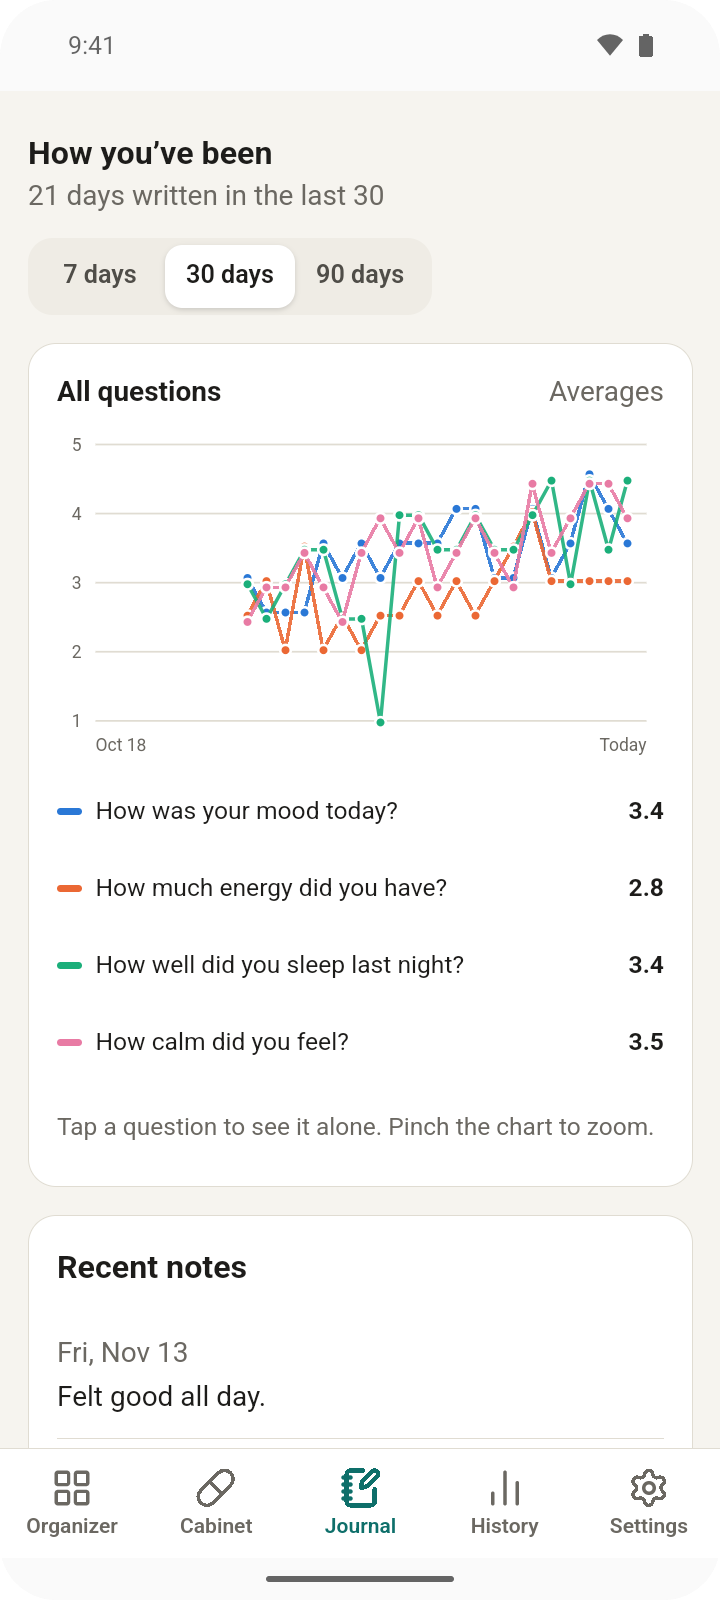 9:41
How you’ve been
21 days written in the last 30
7 days 30 days 90 days
All questions Averages
5
4
3
2
1
Oct 18 Today
How was your mood today? 3.4
How much energy did you have? 2.8
How well did you sleep last night? 3.4
How calm did you feel? 3.5
Tap a question to see it alone. Pinch the chart to zoom.
Recent notes
Fri, Nov 13
Felt good all day.
Organizer Cabinet Journal History Settings